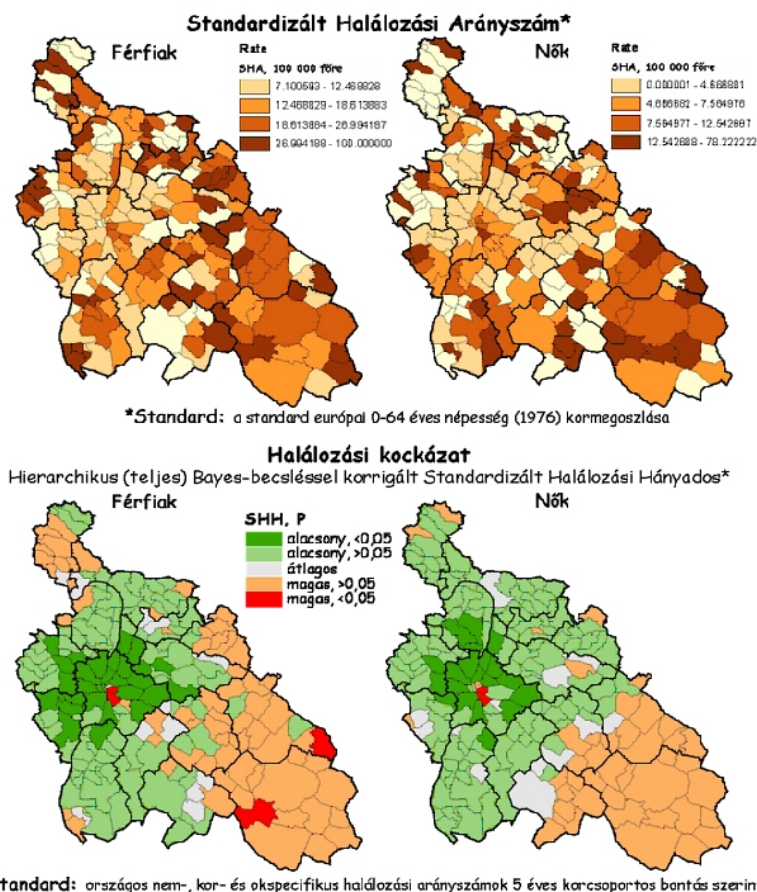 Standardizált Halálozási Arányszám*
Férfiak
Rate
SHA, 100 000 főre
7.100593 - 12.468828
12.468829 - 18.613883
18.613884 - 26.994187
26.994188 - 100.000000
Nők
Rate
SHA, 100 000 főre
0.000001 - 4.666881
4.666882 - 7.564976
7.564977 - 12.542687
12.542688 - 78.222222
*Standard: a standard európai 0-64 éves népesség (1976) kormegoszlása
Halálozási kockázat
Hierarchikus (teljes) Bayes-becsléssel korrigált Standardizált Halálozási Hányados*
Férfiak
SHH, P
alacsony, <0,05
alacsony, >0,05
átlagos
magas, >0,05
magas, <0,05
Nők
tandard: országos nem-, kor- és okspecifikus halálozási arányszámok 5 éves korcsoportos bontás szerin